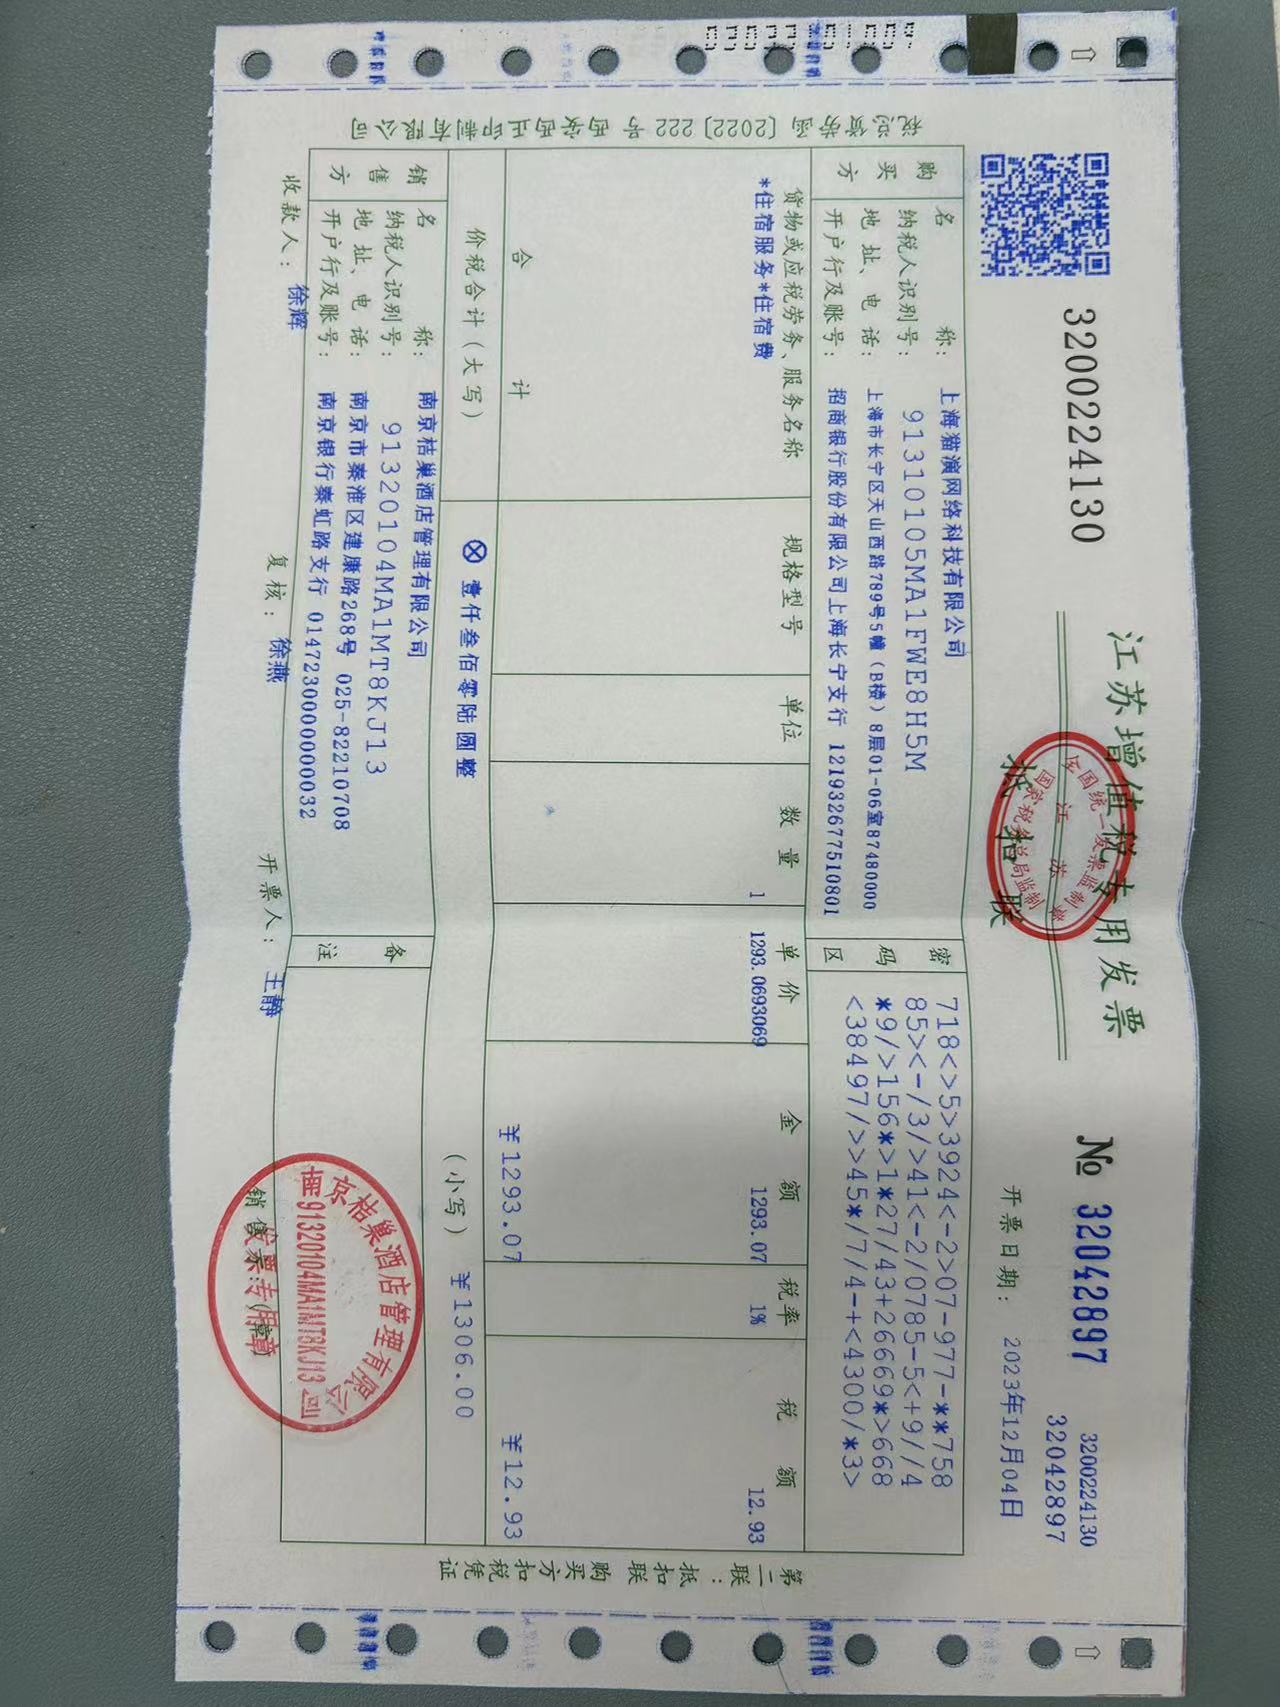 3200224130
江苏增值税专用发票
抵扣联
№ 32042897
3200224130
32042897
开票日期： 2023年12月04日
全国统一发票监制章
江苏
国家税务总局监制
税总货劳函〔2022〕222号西安西正印制有限公司
购买方
名 称： 上海猫演网络科技有限公司
纳税人识别号： 91310105MA1FWE8H5M
地 址、电 话： 上海市长宁区天山西路789号5幢（B楼）8层01-06室87480000
开户行及账号： 招商银行股份有限公司上海长宁支行 121932677510801
密码区
718<>5>3924<-2>07-977-**758
85><-/3/>41<-2/0785-5<+9//4
*9/>156*>1*27/43+26669*>668
<38497/>>45*/7/4-+<4300/*3>
货物或应税劳务、服务名称 规格型号 单位 数 量 单 价 金 额 税率 税 额
*住宿服务*住宿费 1 1293.0693069 1293.07 1% 12.93
合 计 ¥1293.07 ¥12.93
价税合计（大写） ⊗ 壹仟叁佰零陆圆整 （小写） ¥1306.00
销售方
名 称： 南京桔巢酒店管理有限公司
纳税人识别号： 91320104MA1MT8KJ13
地 址、电 话： 南京市秦淮区建康路268号 025-82210708
开户行及账号： 南京银行秦虹路支行 0147230000000032
备注
收款人： 徐辉 复核： 徐燕 开票人： 王静 销售方：（章）
南京桔巢酒店管理有限公司
91320104MA1MT8KJ13
发票专用章
第二联：抵扣联 购买方扣税凭证